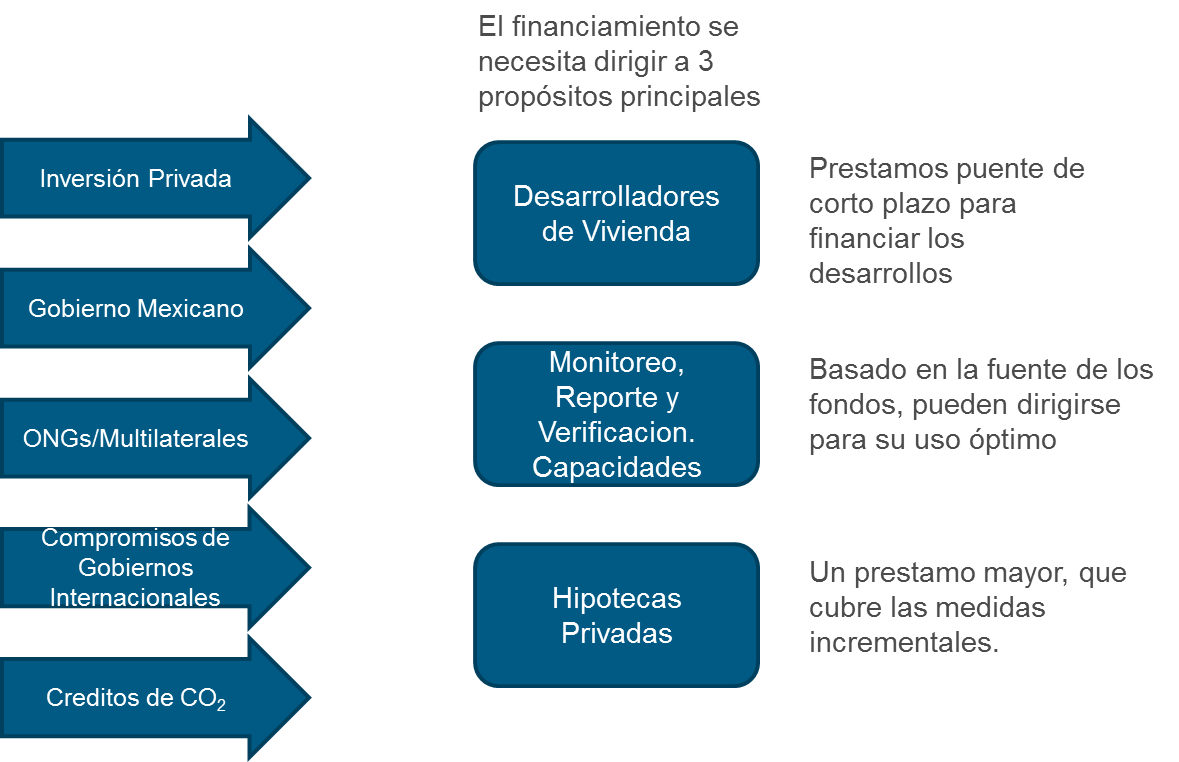 El financiamiento se
necesita dirigir a 3
propósitos principales
Inversión Privada
Gobierno Mexicano
ONGs/Multilaterales
Compromisos de
Gobiernos
Internacionales
Creditos de CO₂
Desarrolladores
de Vivienda
Prestamos puente de
corto plazo para
financiar los
desarrollos
Monitoreo,
Reporte y
Verificacion.
Capacidades
Basado en la fuente de los
fondos, pueden dirigirse
para su uso óptimo
Hipotecas
Privadas
Un prestamo mayor, que
cubre las medidas
incrementales.